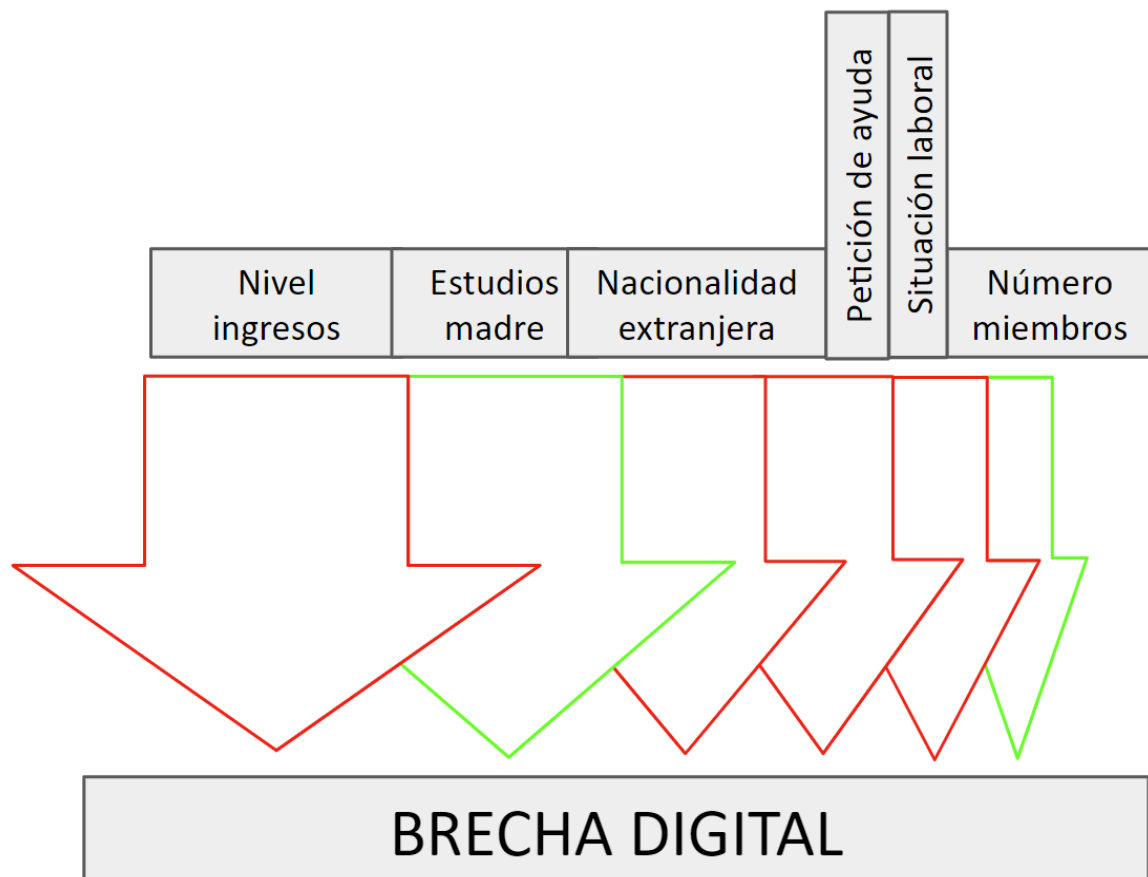 Nivel
ingresos
Estudios
madre
Nacionalidad
extranjera
Petición de ayuda
Situación laboral
Número
miembros
BRECHA DIGITAL